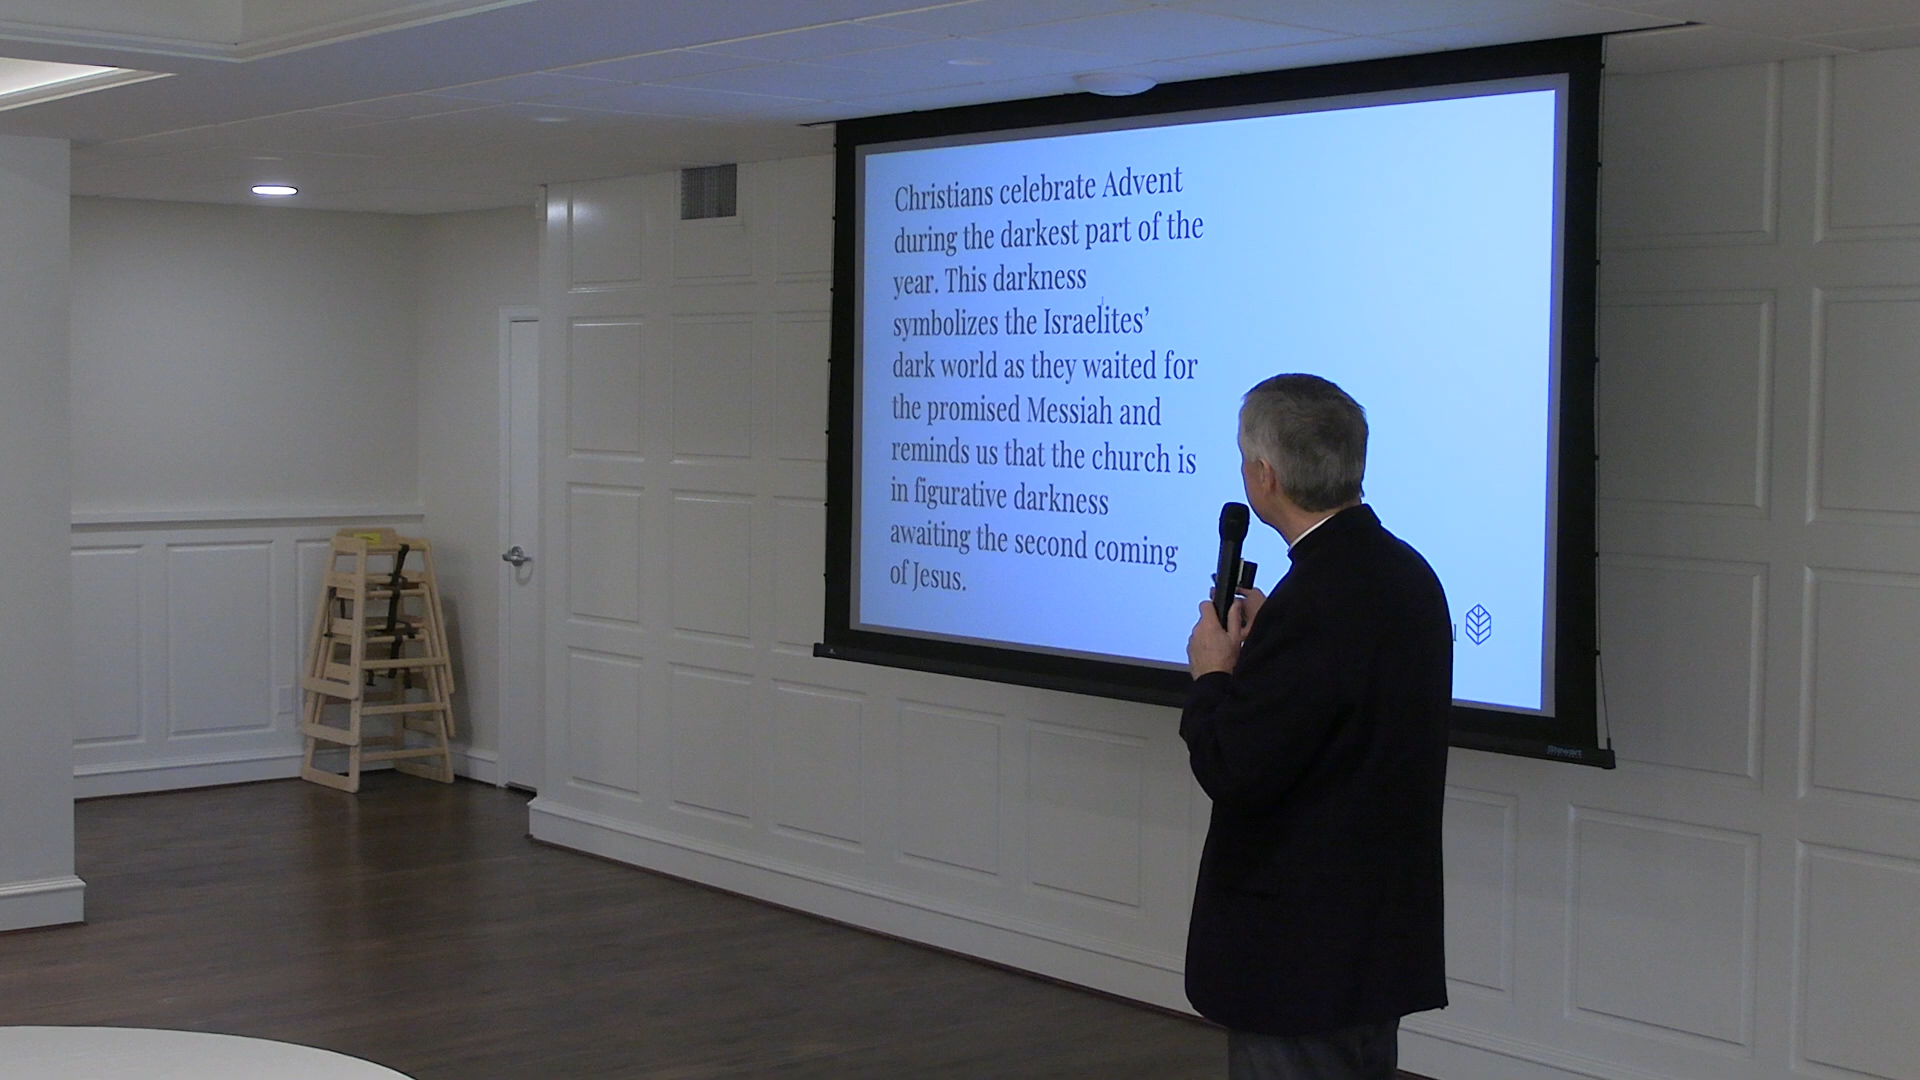 Christians celebrate Advent
during the darkest part of the
year. This darkness
symbolizes the Israelites’
dark world as they waited for
the promised Messiah and
reminds us that the church is
in figurative darkness
awaiting the second coming
of Jesus.
Stewart